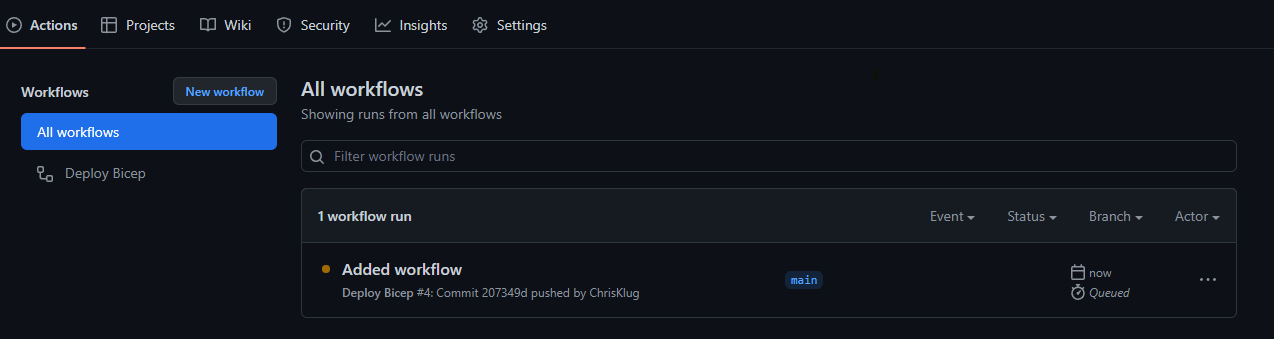 Actions Projects Wiki Security Insights Settings
Workflows New workflow
All workflows
Deploy Bicep
All workflows
Showing runs from all workflows
Filter workflow runs
1 workflow run Event Status Branch Actor
Added workflow
Deploy Bicep #4: Commit 207349d pushed by ChrisKlug
main
now
Queued